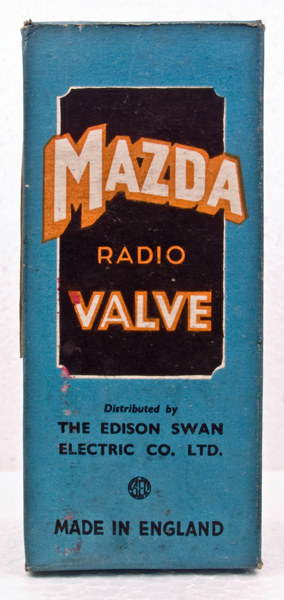 MAZDA
RADIO
VALVE
Distributed by
THE EDISON SWAN
ELECTRIC CO. LTD.
MADE IN ENGLAND